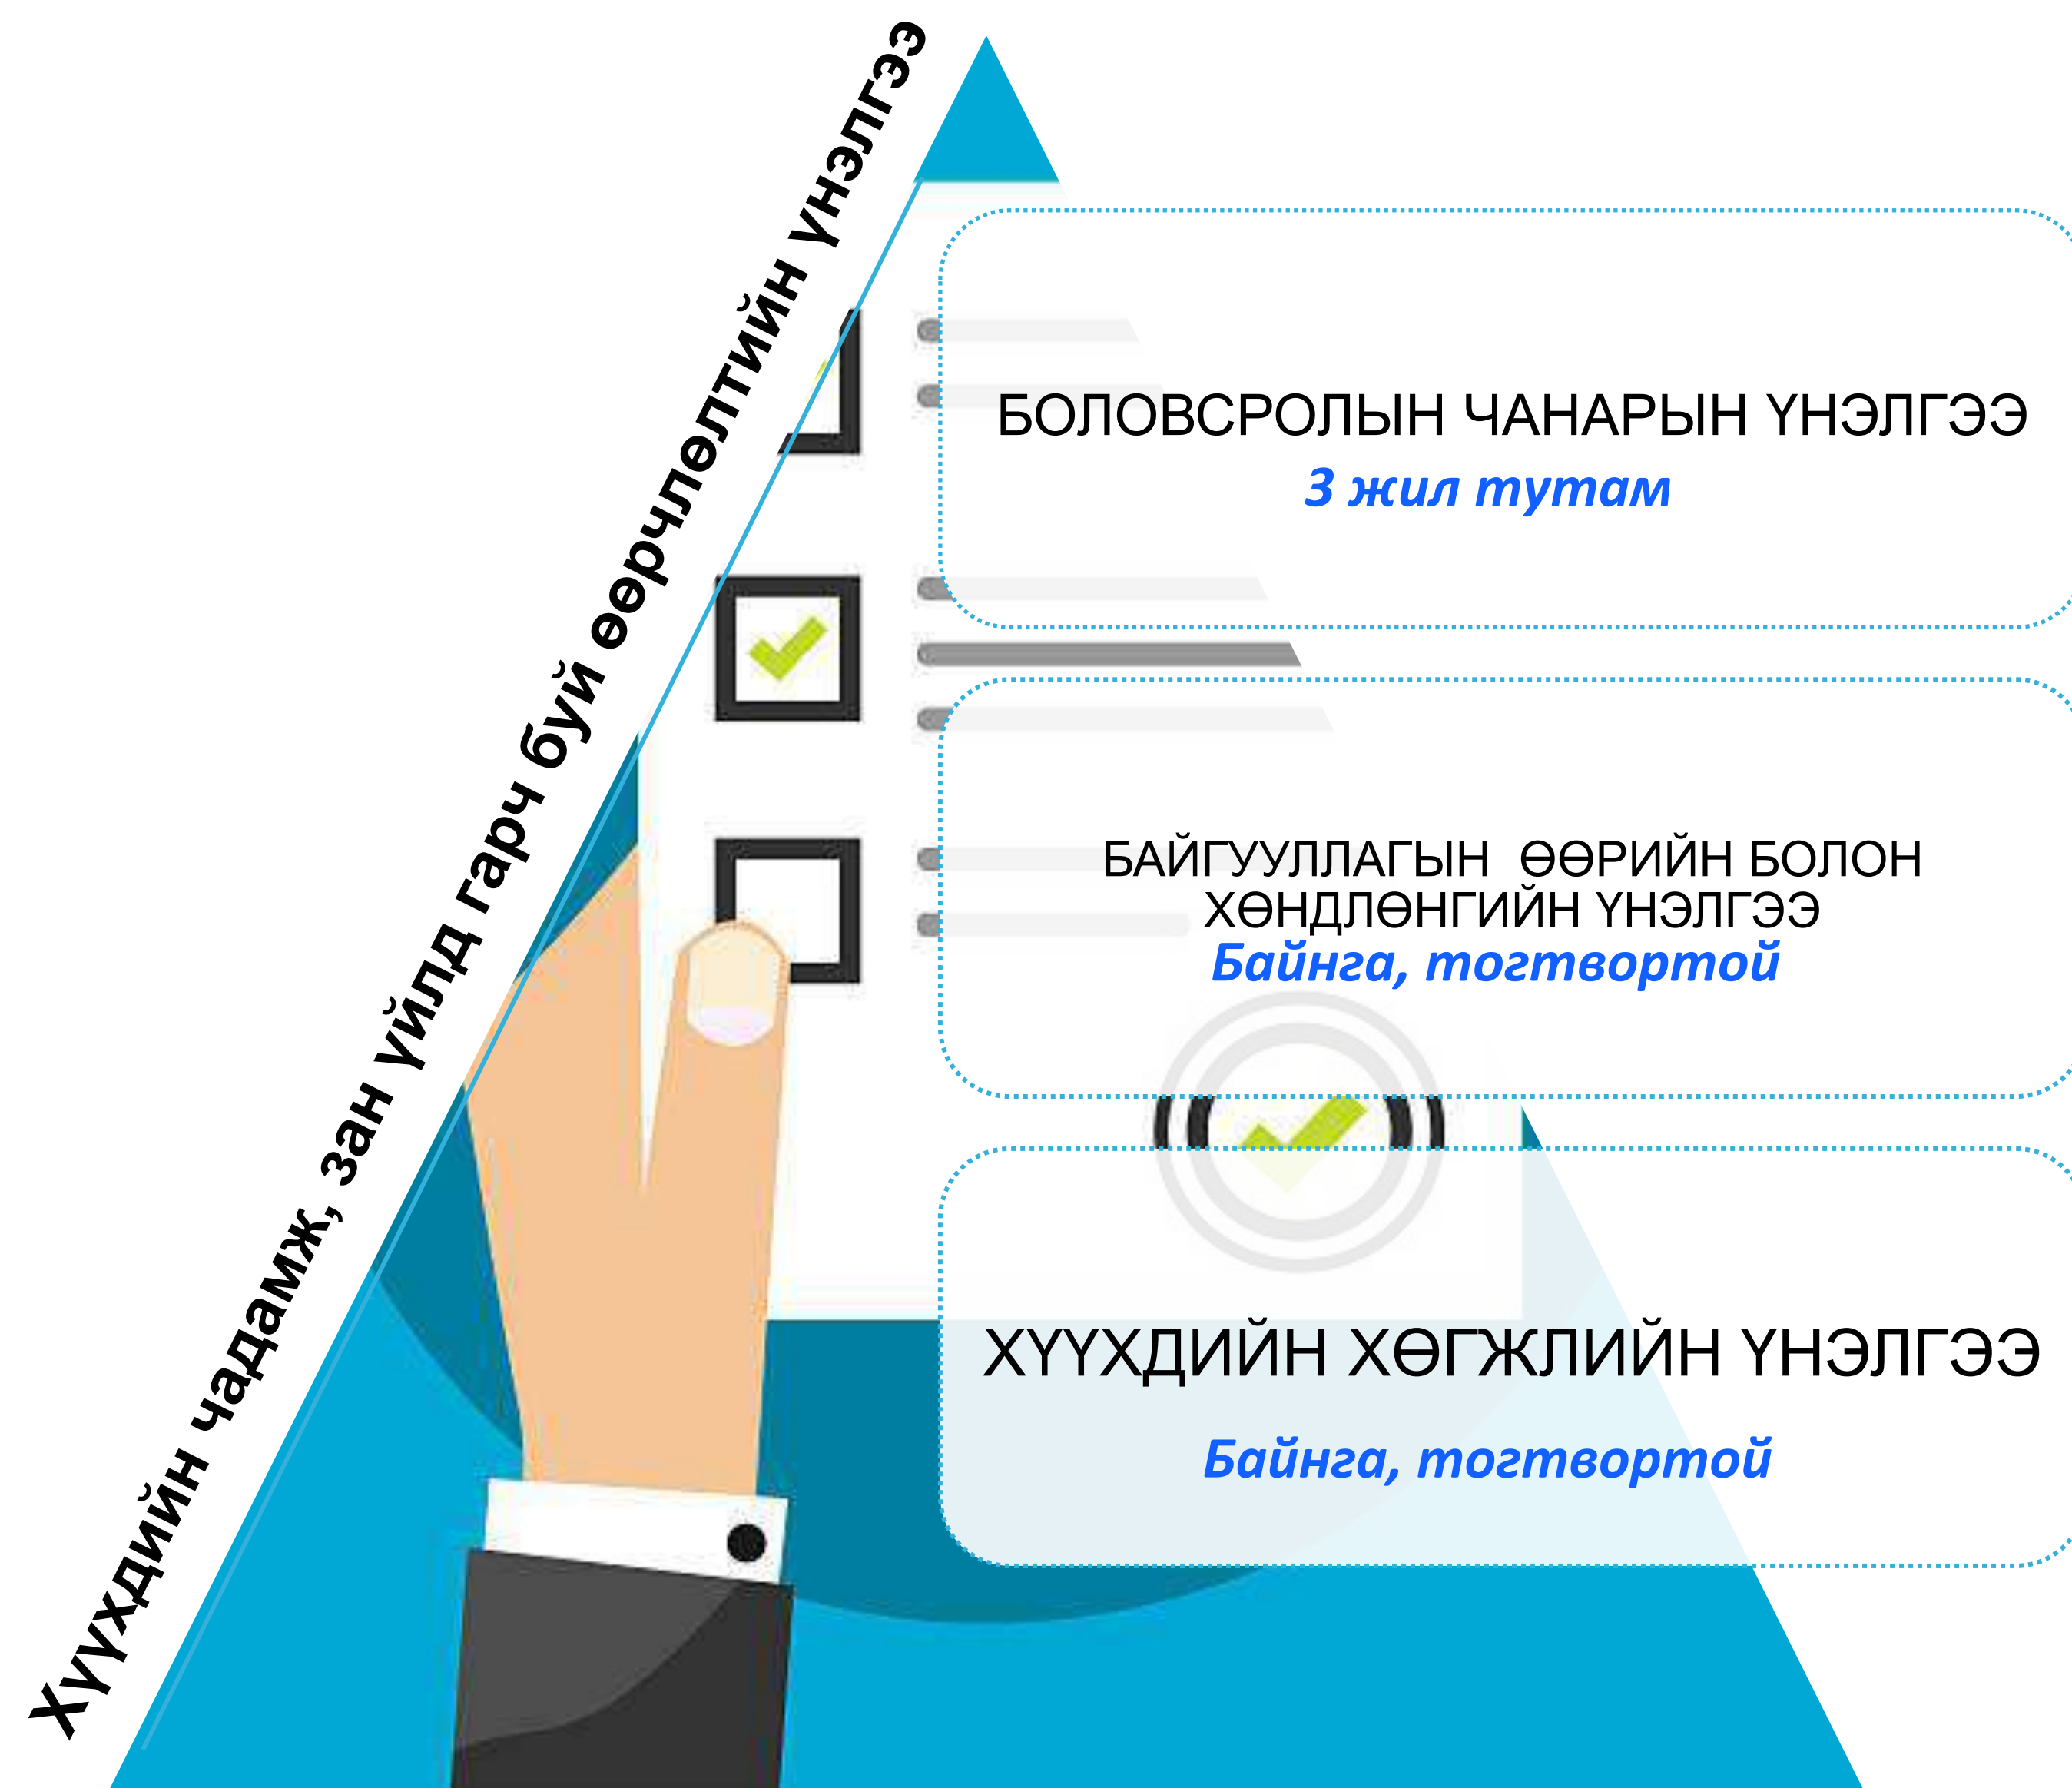 Хүүхдийн чадамж, зан үйлд гарч буй өөрчлөлтийн үнэлгээ
БОЛОВСРОЛЫН ЧАНАРЫН ҮНЭЛГЭЭ
3 жил тутам
БАЙГУУЛЛАГЫН ӨӨРИЙН БОЛОН
ХӨНДЛӨНГИЙН ҮНЭЛГЭЭ
Байнга, тогтвортой
ХҮҮХДИЙН ХӨГЖЛИЙН ҮНЭЛГЭЭ
Байнга, тогтвортой